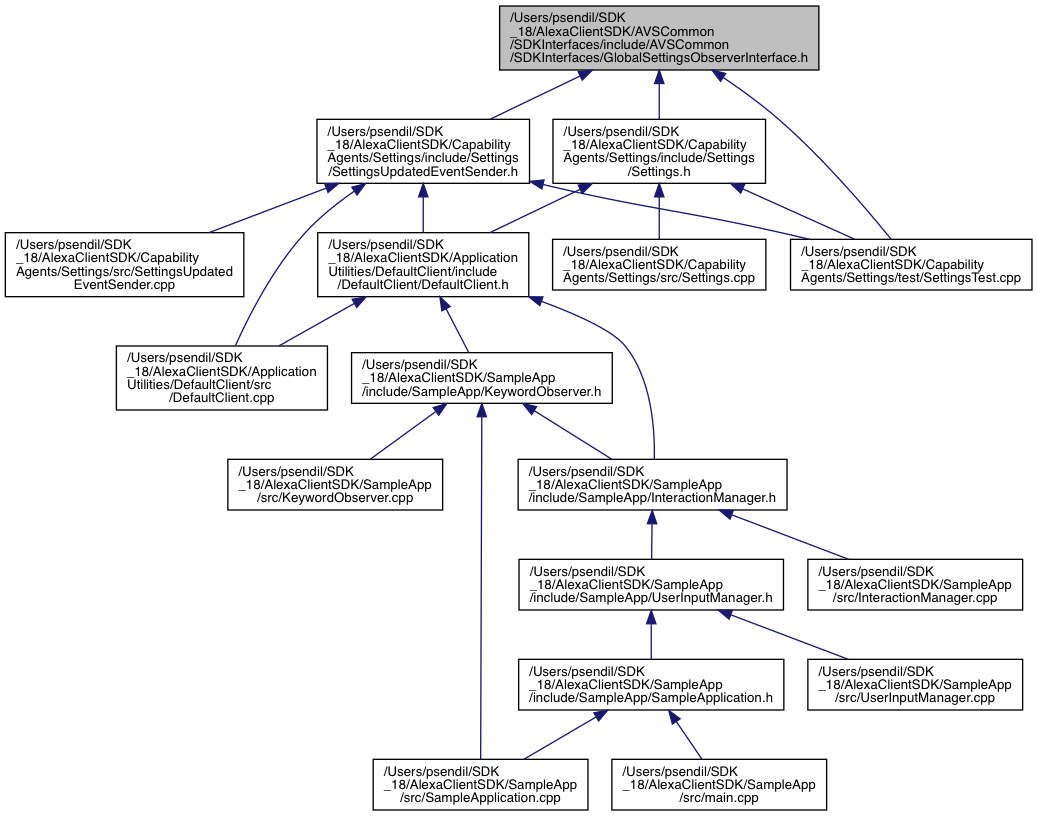 /Users/psendil/SDK
_18/AlexaClientSDK/AVSCommon
/SDKInterfaces/include/AVSCommon
/SDKInterfaces/GlobalSettingsObserverInterface.h
/Users/psendil/SDK
_18/AlexaClientSDK/Capability
Agents/Settings/include/Settings
/SettingsUpdatedEventSender.h
/Users/psendil/SDK
_18/AlexaClientSDK/Capability
Agents/Settings/include/Settings
/Settings.h
/Users/psendil/SDK
_18/AlexaClientSDK/Capability
Agents/Settings/src/SettingsUpdated
EventSender.cpp
/Users/psendil/SDK
_18/AlexaClientSDK/Application
Utilities/DefaultClient/include
/DefaultClient/DefaultClient.h
/Users/psendil/SDK
_18/AlexaClientSDK/Capability
Agents/Settings/src/Settings.cpp
/Users/psendil/SDK
_18/AlexaClientSDK/Capability
Agents/Settings/test/SettingsTest.cpp
/Users/psendil/SDK
_18/AlexaClientSDK/Application
Utilities/DefaultClient/src
/DefaultClient.cpp
/Users/psendil/SDK
_18/AlexaClientSDK/SampleApp
/include/SampleApp/KeywordObserver.h
/Users/psendil/SDK
_18/AlexaClientSDK/SampleApp
/src/KeywordObserver.cpp
/Users/psendil/SDK
_18/AlexaClientSDK/SampleApp
/include/SampleApp/InteractionManager.h
/Users/psendil/SDK
_18/AlexaClientSDK/SampleApp
/include/SampleApp/UserInputManager.h
/Users/psendil/SDK
_18/AlexaClientSDK/SampleApp
/src/InteractionManager.cpp
/Users/psendil/SDK
_18/AlexaClientSDK/SampleApp
/include/SampleApp/SampleApplication.h
/Users/psendil/SDK
_18/AlexaClientSDK/SampleApp
/src/UserInputManager.cpp
/Users/psendil/SDK
_18/AlexaClientSDK/SampleApp
/src/SampleApplication.cpp
/Users/psendil/SDK
_18/AlexaClientSDK/SampleApp
/src/main.cpp